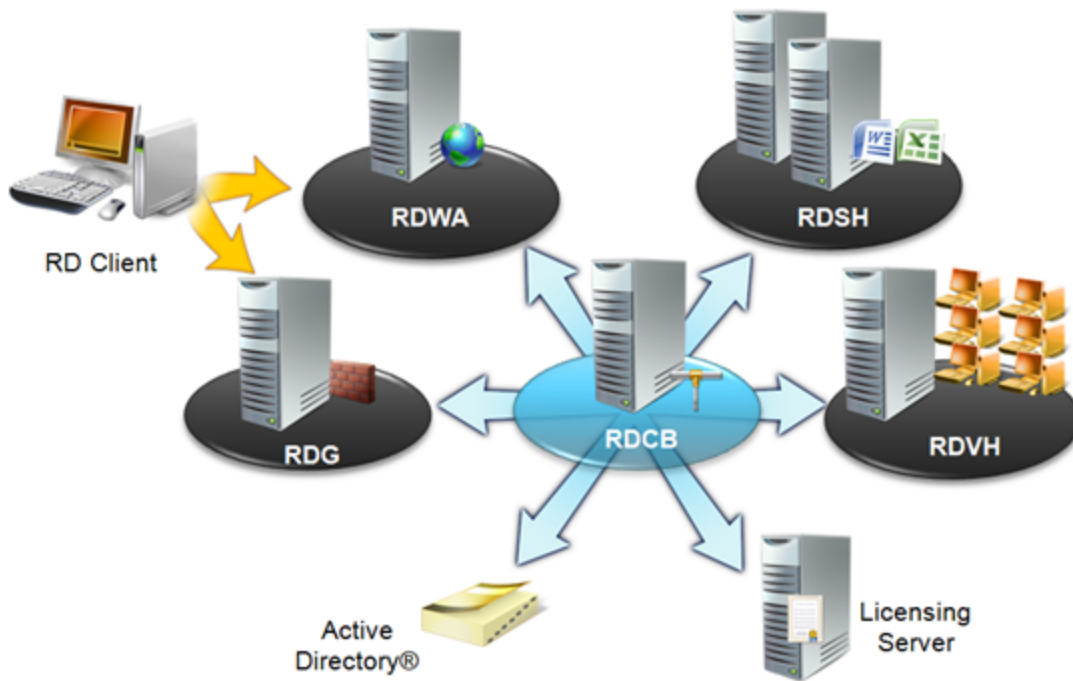 RDWA
RDSH
RD Client
RDG
RDCB
RDVH
Active
Directory®
Licensing
Server